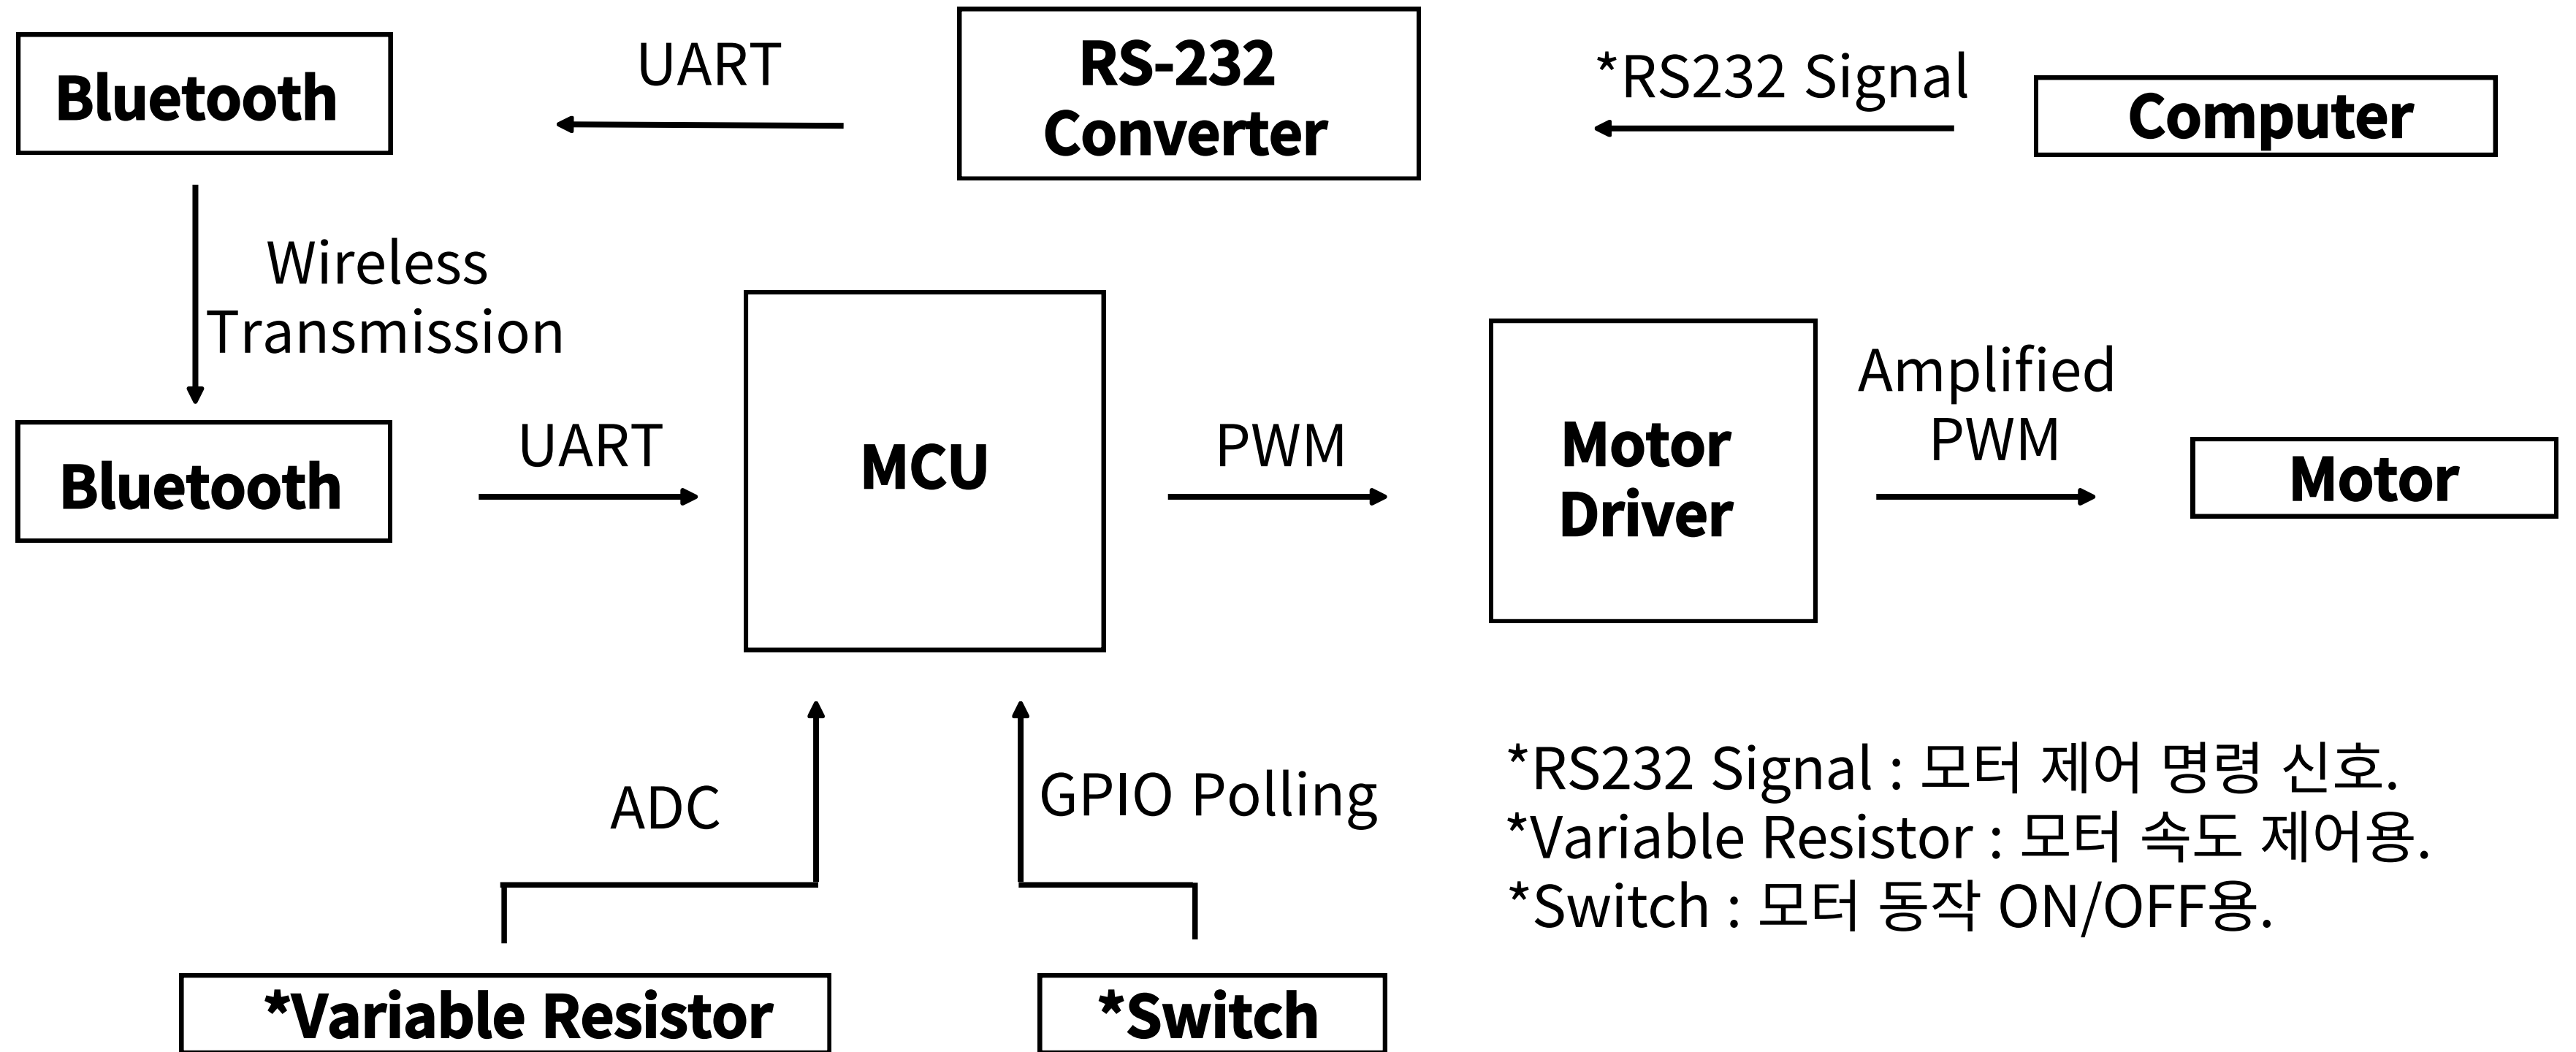 Bluetooth
UART
RS-232
Converter
*RS232 Signal
Computer
Wireless
Transmission
Bluetooth
UART
MCU
PWM
Motor
Driver
Amplified
PWM
Motor
ADC
GPIO Polling
*Variable Resistor
*Switch
*RS232 Signal : 모터 제어 명령 신호.
*Variable Resistor : 모터 속도 제어용.
*Switch : 모터 동작 ON/OFF용.